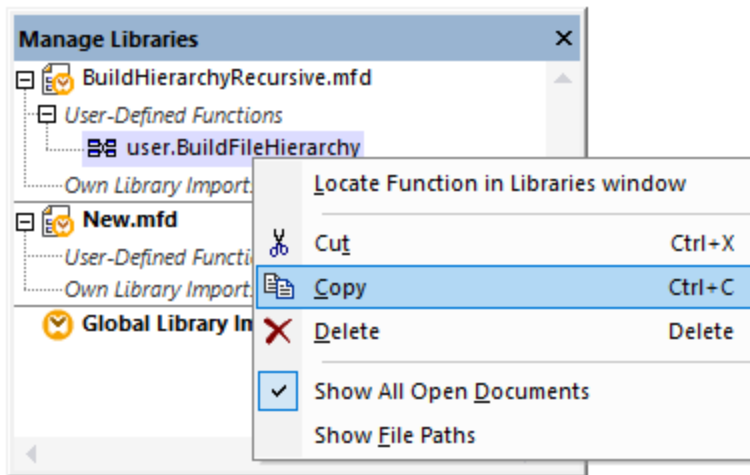 Manage Libraries
BuildHierarchyRecursive.mfd
User-Defined Functions
user.BuildFileHierarchy
Own Library Import
New.mfd
User-Defined
Own Library Import
Global Library
Locate Function in Libraries window
Cut Ctrl+X
Copy Ctrl+C
Delete Delete
Show All Open Documents
Show File Paths